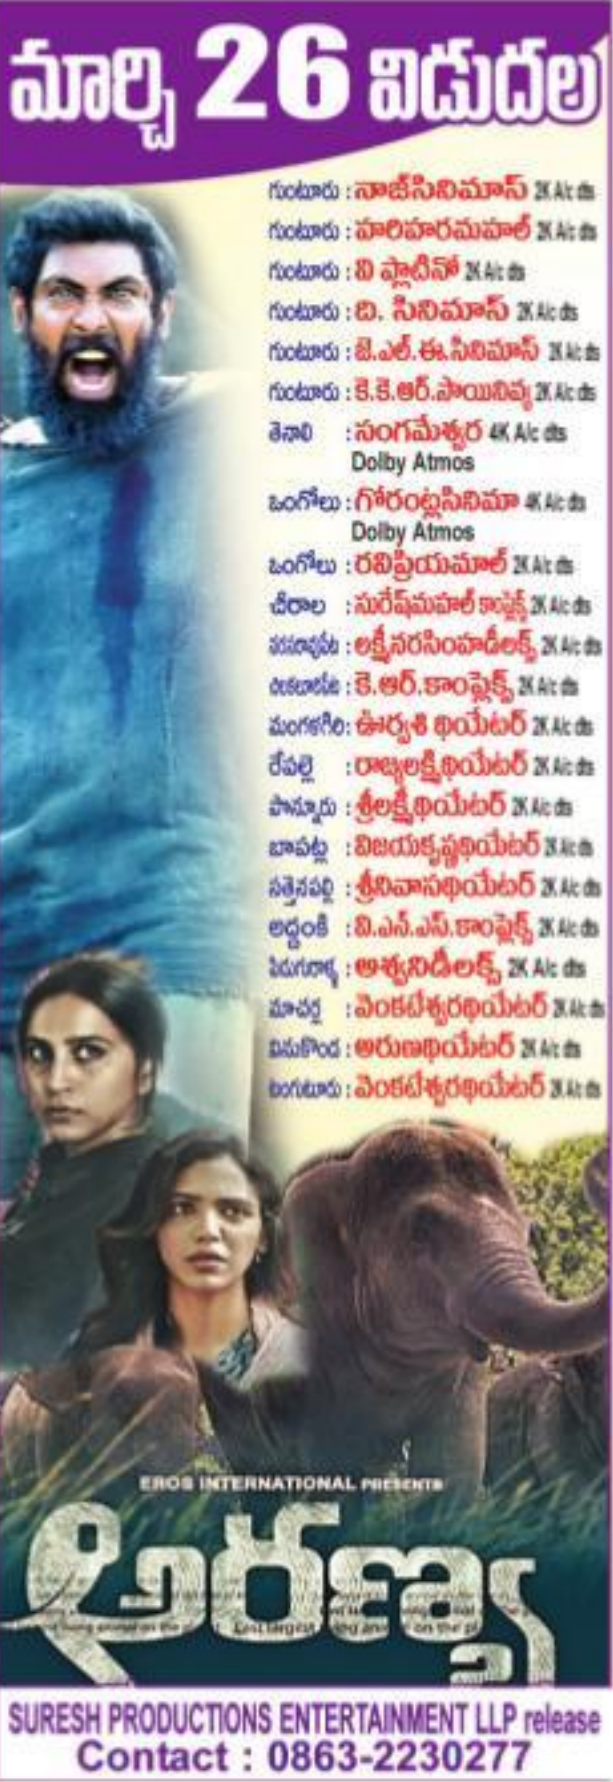 మార్చి 26 విడుదల
గుంటూరు : నాజ్‌సినిమాస్ 2K A/c dts
గుంటూరు : హరిహరమహల్ 2K A/c dts
గుంటూరు : వి ప్లాటినో 2K A/c dts
గుంటూరు : ది. సినిమాస్ 2K A/c dts
గుంటూరు : జె.ఎల్.ఈ.సినిమాస్ 2K A/c dts
గుంటూరు : కె.కె.ఆర్.సాయినివ్య 2K A/c dts
తెనాలి : సంగమేశ్వర 4K A/c dts
Dolby Atmos
ఒంగోలు : గోరంట్లసినిమా 4K A/c dts
Dolby Atmos
ఒంగోలు : రవిప్రియమాల్ 2K A/c dts
చీరాల : సురేష్‌మహల్ కాంప్లెక్స్ 2K A/c dts
నరసరావుపేట : లక్ష్మీనరసింహడీలక్స్ 2K A/c dts
చిలకలూరిపేట : కె.ఆర్.కాంప్లెక్స్ 2K A/c dts
మంగళగిరి: ఊర్వశి థియేటర్ 2K A/c dts
రేపల్లె : రాజ్యలక్ష్మిథియేటర్ 2K A/c dts
పొన్నూరు : శ్రీలక్ష్మీథియేటర్ 2K A/c dts
బాపట్ల : విజయకృష్ణథియేటర్ 2K A/c dts
సత్తెనపల్లి : శ్రీనివాసథియేటర్ 2K A/c dts
అద్దంకి : వి.ఎన్.ఎస్.కాంప్లెక్స్ 2K A/c dts
పిడుగురాళ్ళ : అశ్వనిడీలక్స్ 2K A/c dts
మాచర్ల : వెంకటేశ్వరథియేటర్ 2K A/c dts
వినుకొండ : అరుణథియేటర్ 2K A/c dts
టంగుటూరు : వెంకటేశ్వరథియేటర్ 2K A/c dts
EROS INTERNATIONAL PRESENTS
అరణ్య
SURESH PRODUCTIONS ENTERTAINMENT LLP release
Contact : 0863-2230277